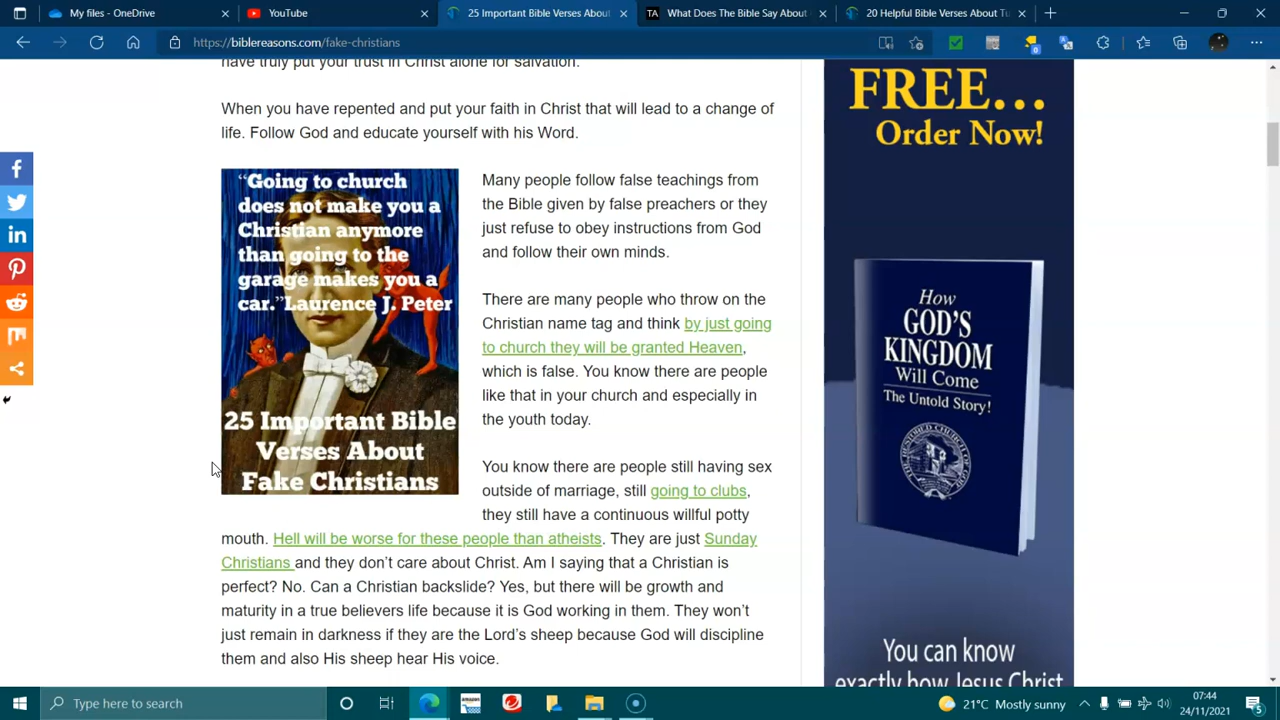 My files - OneDrive
YouTube
25 Important Bible Verses Abou
What Does The Bible Say About
20 Helpful Bible Verses About Tu
https://biblereasons.com/fake-christians
have truly put your trust in Christ alone for salvation.
When you have repented and put your faith in Christ that will lead to a change of
life. Follow God and educate yourself with his Word.
“Going to church
does not make you a
Christian anymore
than going to the
garage makes you a
car.”Laurence J. Peter
25 Important Bible
Verses About
Fake Christians
Many people follow false teachings from
the Bible given by false preachers or they
just refuse to obey instructions from God
and follow their own minds.
There are many people who throw on the
Christian name tag and think by just going
to church they will be granted Heaven,
which is false. You know there are people
like that in your church and especially in
the youth today.
You know there are people still having sex
outside of marriage, still going to clubs,
they still have a continuous willful potty
mouth. Hell will be worse for these people than atheists. They are just Sunday
Christians and they don’t care about Christ. Am I saying that a Christian is
perfect? No. Can a Christian backslide? Yes, but there will be growth and
maturity in a true believers life because it is God working in them. They won’t
just remain in darkness if they are the Lord’s sheep because God will discipline
them and also His sheep hear His voice.
FREE…
Order Now!
How
GOD'S
KINGDOM
Will Come
The Untold Story!
You can know
exactly how Jesus Christ
Type here to search
21°C Mostly sunny
07:44
24/11/2021